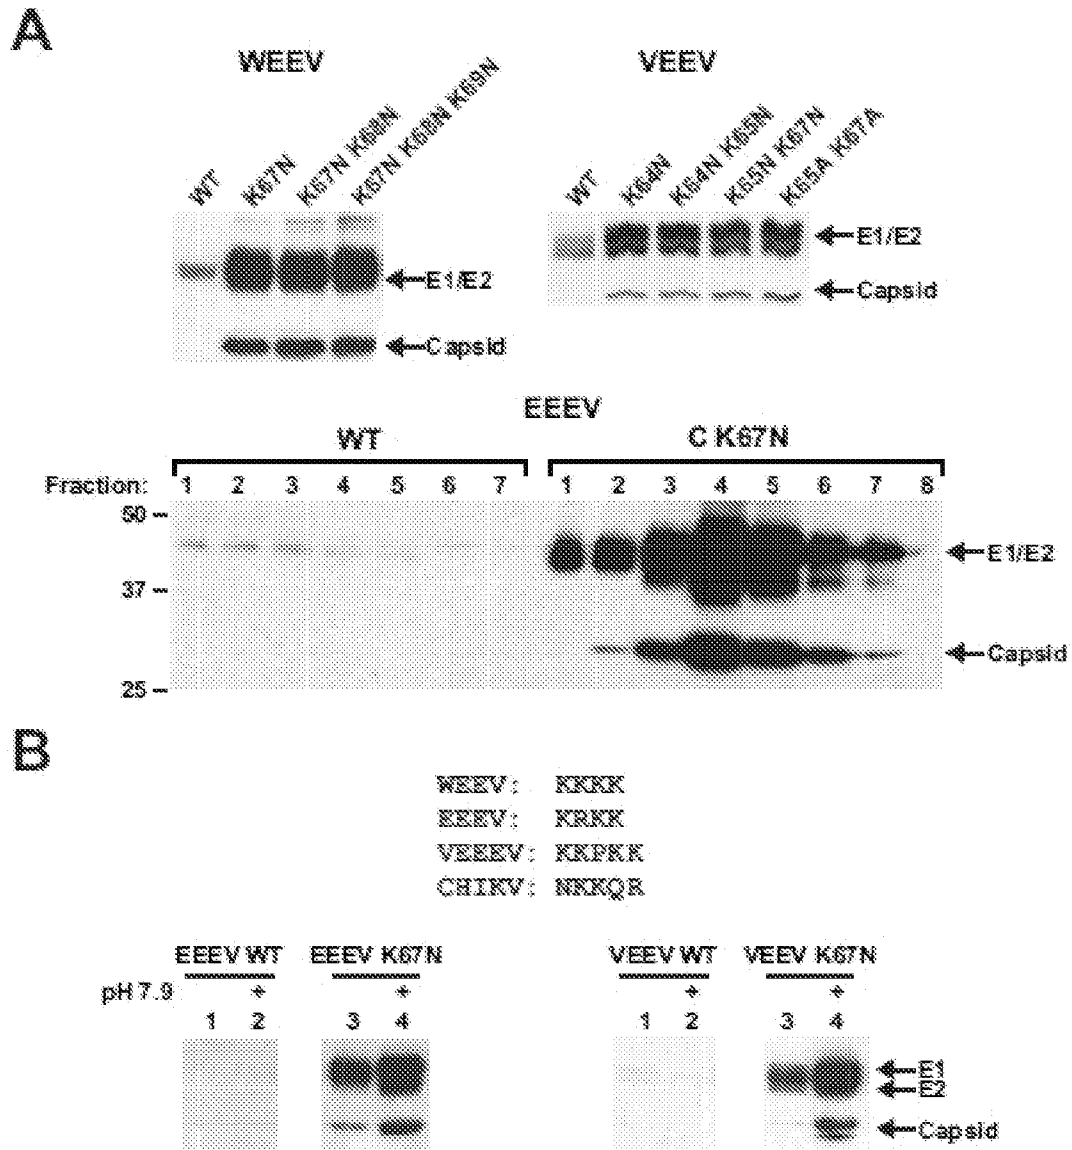 A
WEEV
WT K67N K67N K68N K67N K68N K69N
E1/E2
Capsid
VEEV
WT K64N K64N K65N K65N K67N K65A K67A
E1/E2
Capsid
EEEV
WT C K67N
Fraction: 1 2 3 4 5 6 7 1 2 3 4 5 6 7 8
50
E1/E2
37
Capsid
25
B
WEEV: KKKK
EEEV: KRKK
VEEEV: KKPKK
CHIKV: NKKQR
EEEV WT EEEV K67N VEEV WT VEEV K67N
pH 7.9 + + + +
1 2 3 4 1 2 3 4
E1
E2
Capsid